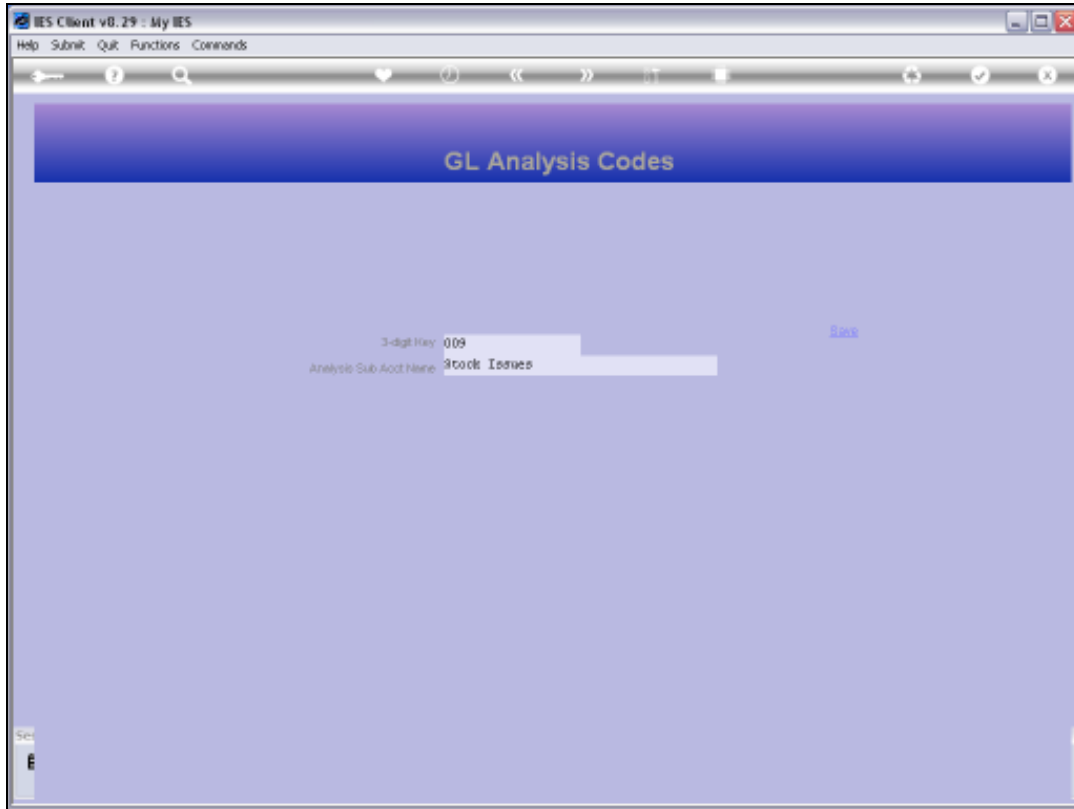 IES Client v8.29 : My IES
Help Submit Quit Functions Commands
GL Analysis Codes
Save
3-digit Key 009
Analysis Sub Acct Name Stock Issues